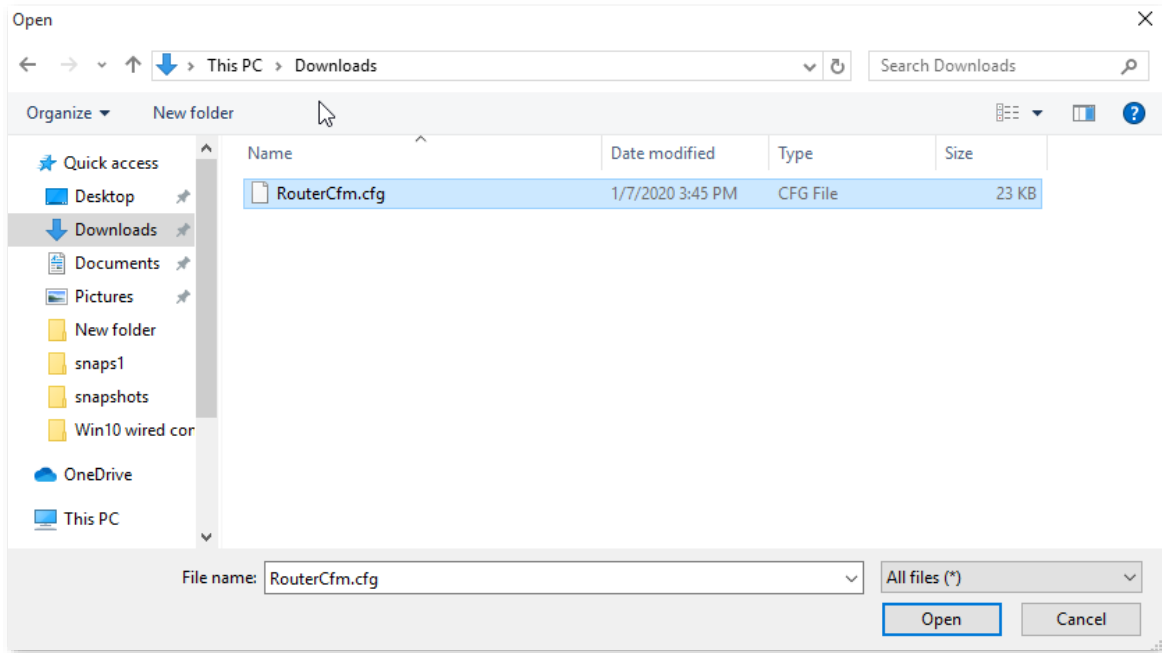 Open
This PC > Downloads
Search Downloads
Organize
New folder
?
Name
Date modified
Type
Size
Quick access
Desktop
Downloads
Documents
Pictures
New folder
snaps1
snapshots
Win10 wired cor
OneDrive
This PC
RouterCfm.cfg 1/7/2020 3:45 PM CFG File 23 KB
File name: RouterCfm.cfg
All files (*)
Open
Cancel